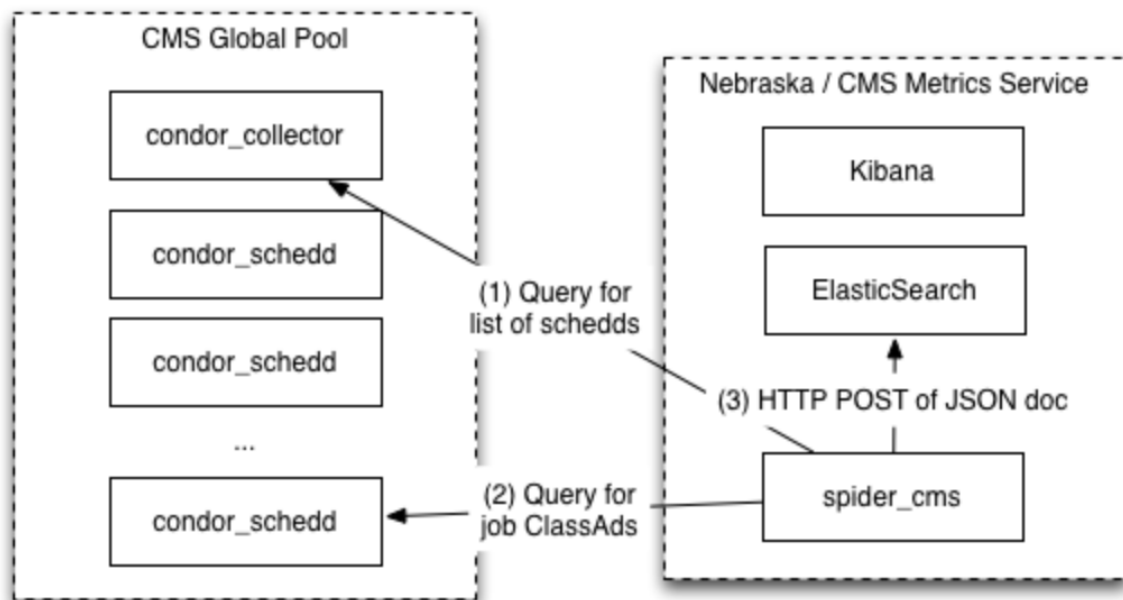 CMS Global Pool
condor_collector
condor_schedd
condor_schedd
...
condor_schedd
(1) Query for
list of schedds
(2) Query for
job ClassAds
Nebraska / CMS Metrics Service
Kibana
ElasticSearch
(3) HTTP POST of JSON doc
spider_cms